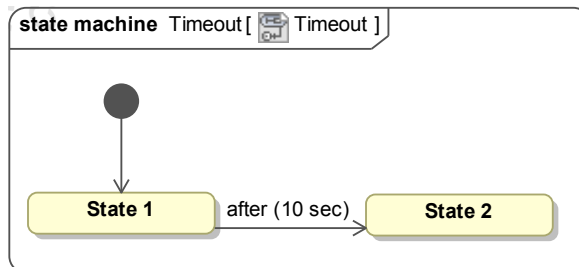 state machine Timeout [ Timeout ]
State 1
after (10 sec)
State 2